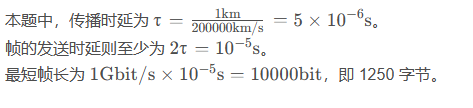 本题中，传播时延为 τ = 1km / 200000km/s = 5 × 10⁻⁶s。
帧的发送时延则至少为 2τ = 10⁻⁵s。
最短帧长为 1Gbit/s × 10⁻⁵s = 10000bit，即 1250 字节。